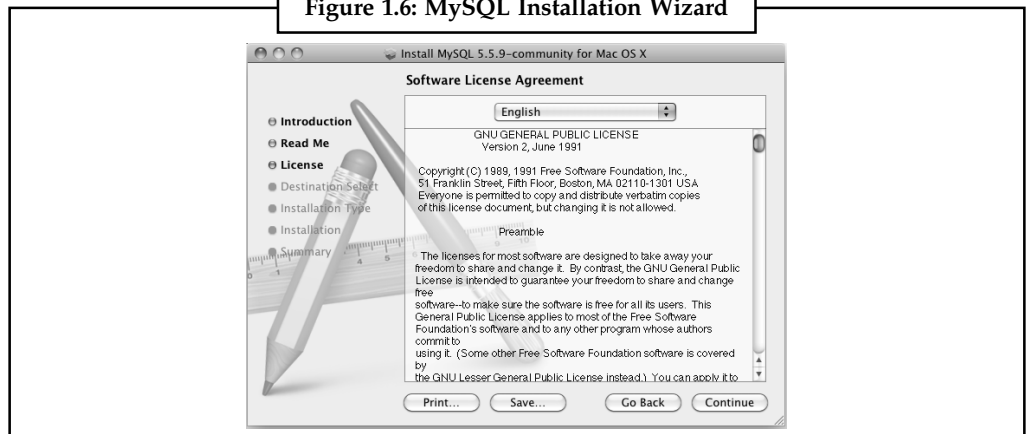 Figure 1.6: MySQL Installation Wizard
Install MySQL 5.5.9-community for Mac OS X
Software License Agreement
Introduction
Read Me
License
Destination Select
Installation Type
Installation
Summary
English
GNU GENERAL PUBLIC LICENSE
Version 2, June 1991
Copyright (C) 1989, 1991 Free Software Foundation, Inc.,
51 Franklin Street, Fifth Floor, Boston, MA 02110-1301 USA
Everyone is permitted to copy and distribute verbatim copies
of this license document, but changing it is not allowed.
Preamble
The licenses for most software are designed to take away your
freedom to share and change it. By contrast, the GNU General Public
License is intended to guarantee your freedom to share and change
free
software--to make sure the software is free for all its users. This
General Public License applies to most of the Free Software
Foundation's software and to any other program whose authors
commit to
using it. (Some other Free Software Foundation software is covered
by
the GNU Lesser General Public License instead.) You can apply it to
Print... Save... Go Back Continue